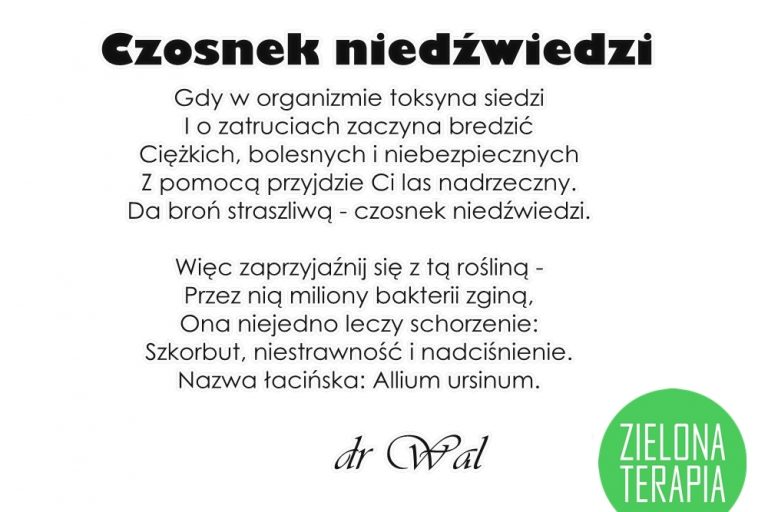 Czosnek niedźwiedzi
Gdy w organizmie toksyna siedzi
I o zatruciach zaczyna bredzić
Ciężkich, bolesnych i niebezpiecznych
Z pomocą przyjdzie Ci las nadrzeczny.
Da broń straszliwą - czosnek niedźwiedzi.
Więc zaprzyjaźnij się z tą rośliną -
Przez nią miliony bakterii zginą,
Ona niejedno leczy schorzenie:
Szkorbut, niestrawność i nadciśnienie.
Nazwa łacińska: Allium ursinum.
dr Wal
ZIELONA
TERAPIA